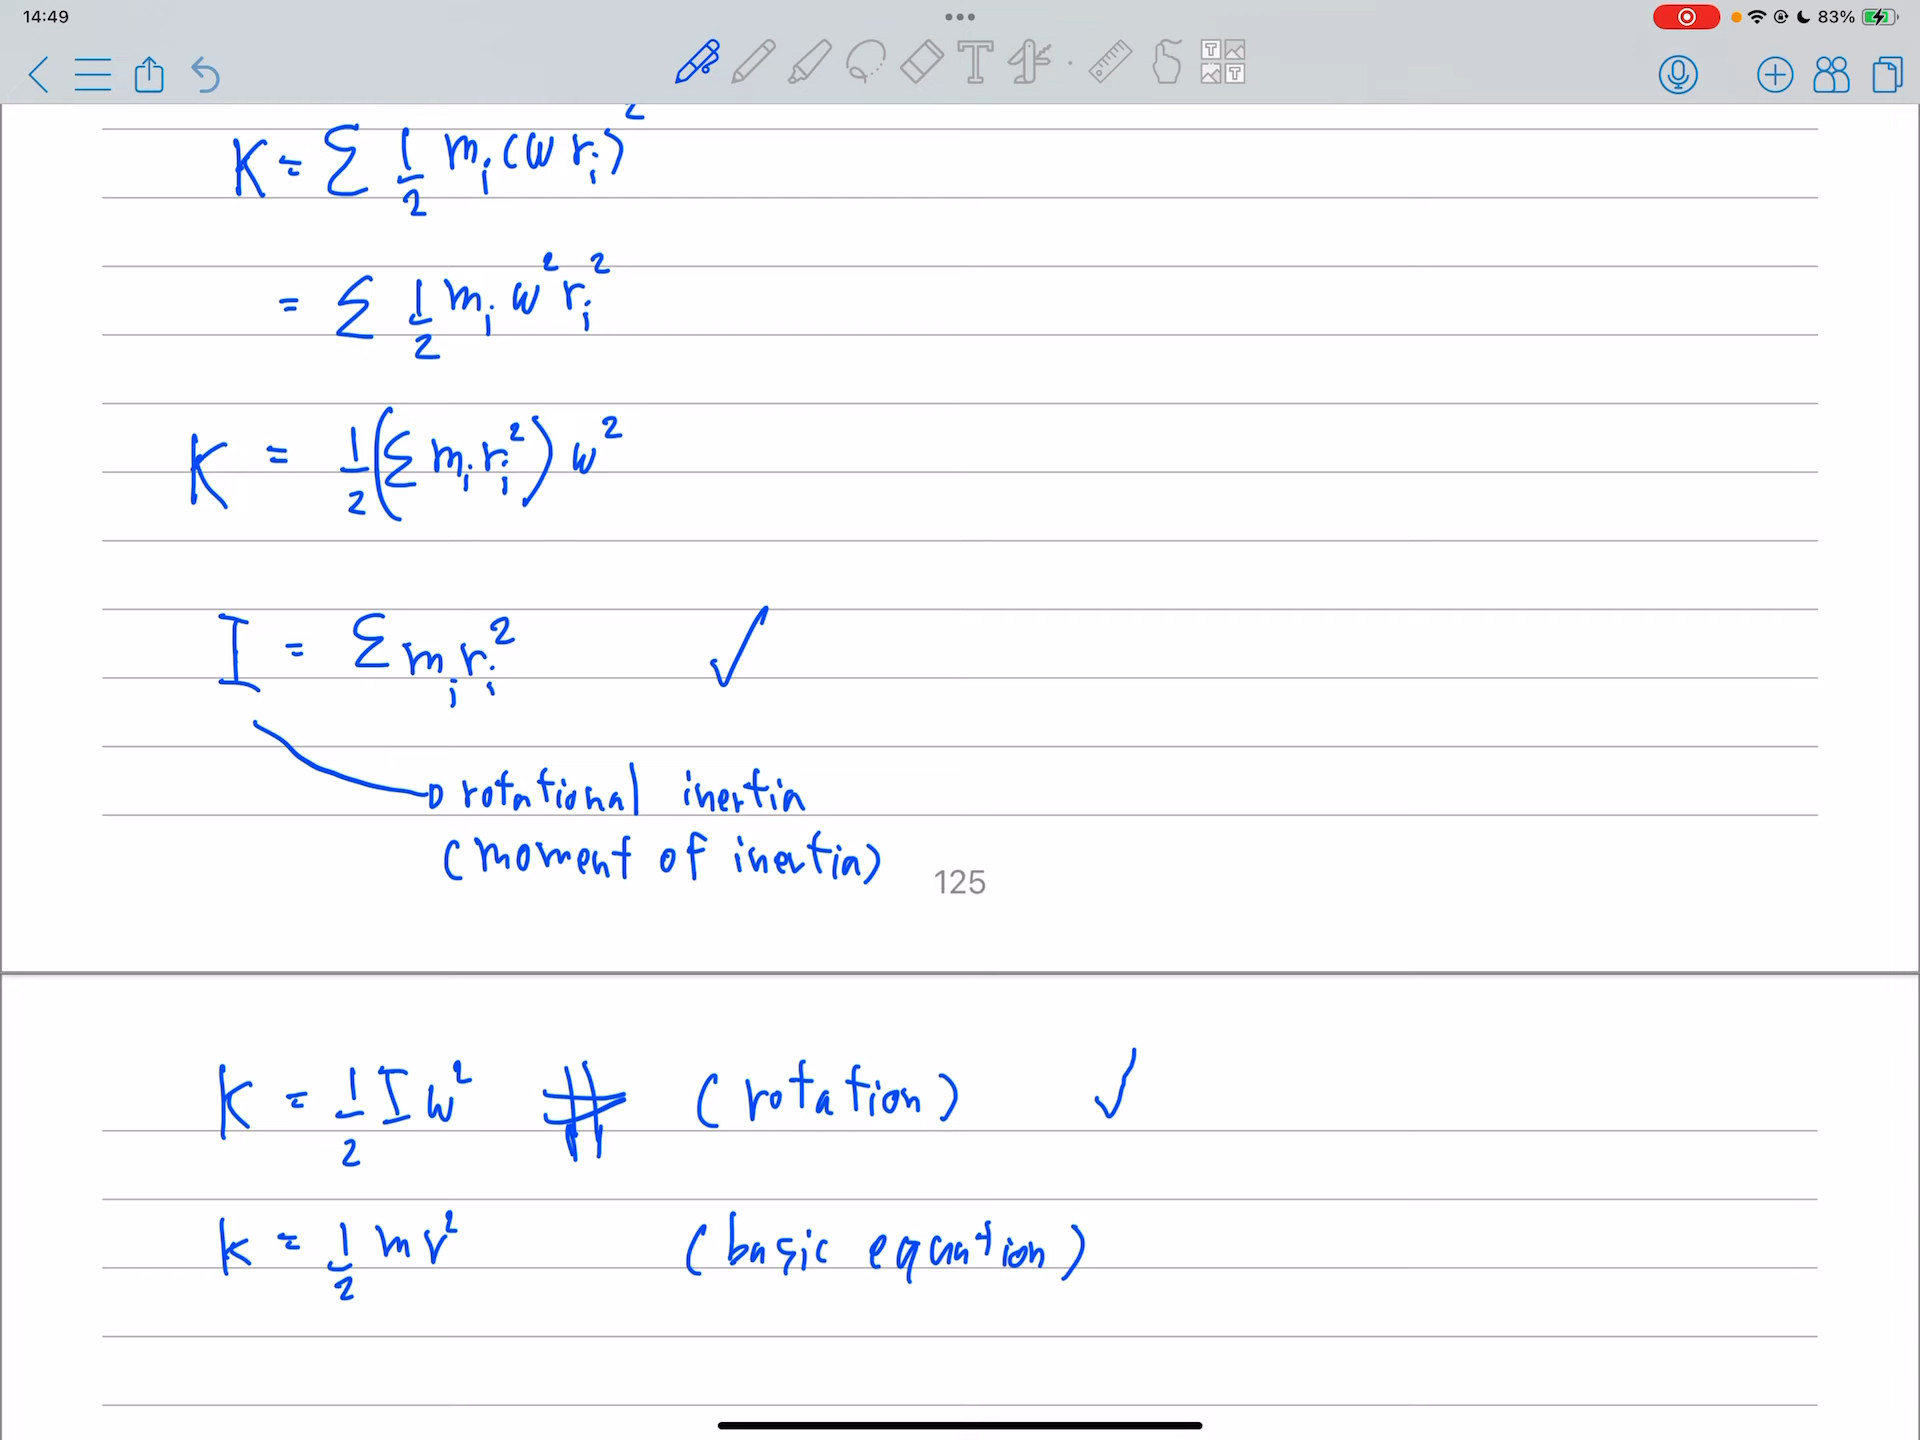 14:49
83%
K = Σ 1/2 mᵢ (ω rᵢ)²
= Σ 1/2 mᵢ ω² rᵢ²
K = 1/2 (Σ mᵢ rᵢ²) ω²
I = Σ mᵢ rᵢ² ✓
rotational inertia
(moment of inertia)
125
K = 1/2 I ω² # (rotation) ✓
K = 1/2 m v² (basic equation)